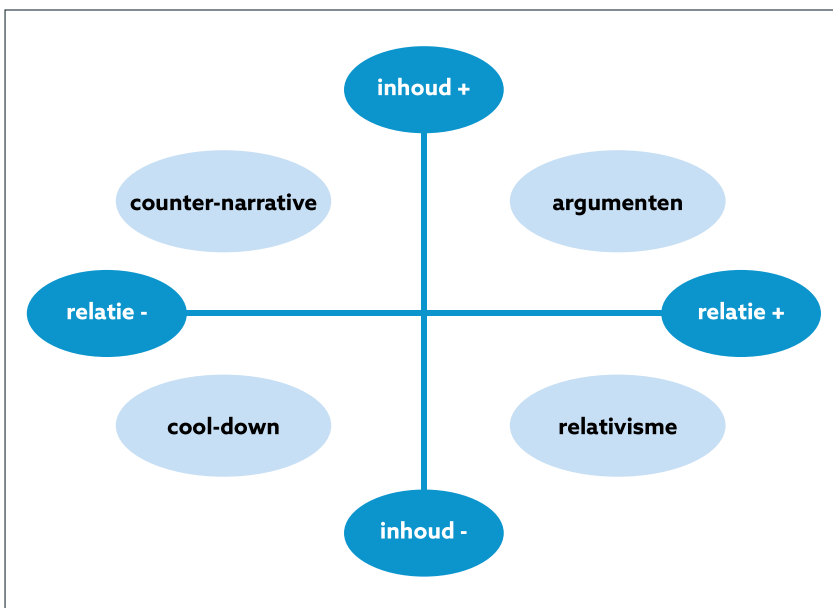 inhoud +
counter-narrative
argumenten
relatie -
relatie +
cool-down
relativisme
inhoud -